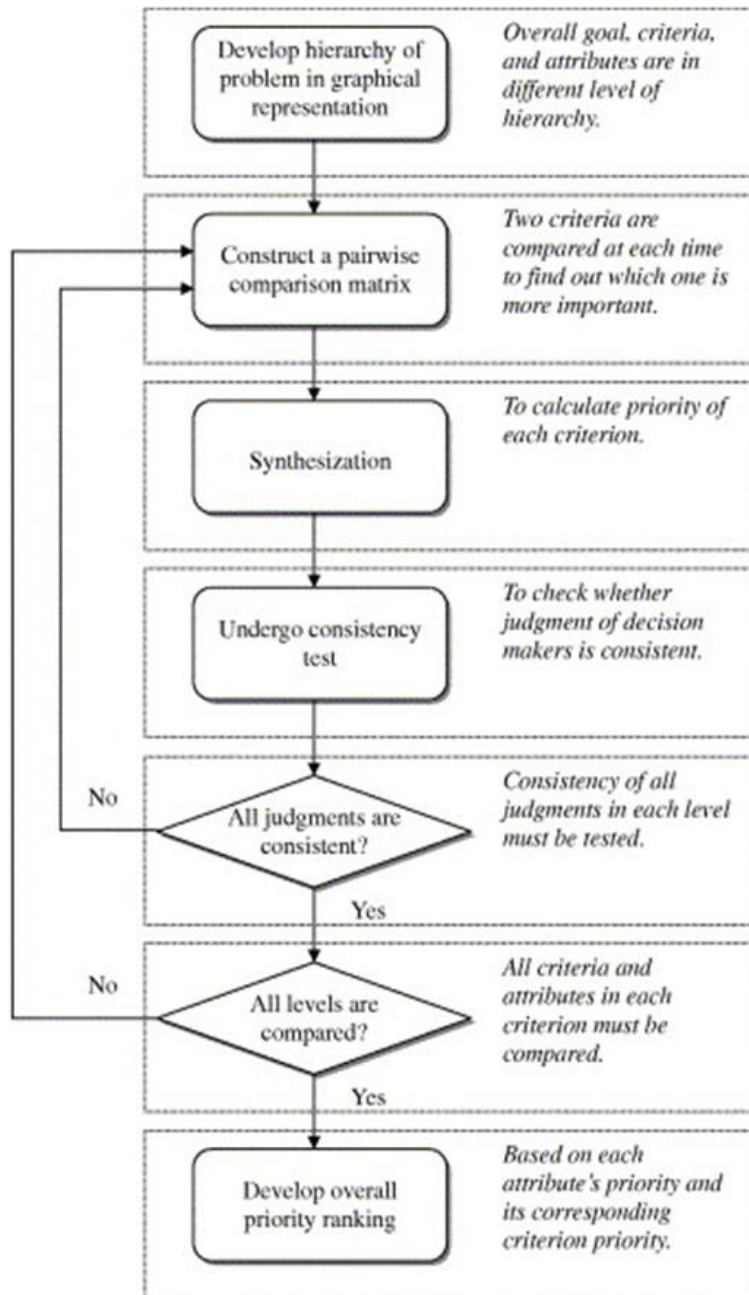 Develop hierarchy of
problem in graphical
representation
Overall goal, criteria,
and attributes are in
different level of
hierarchy.
Construct a pairwise
comparison matrix
Two criteria are
compared at each time
to find out which one is
more important.
Synthesization
To calculate priority of
each criterion.
Undergo consistency
test
To check whether
judgment of decision
makers is consistent.
No
All judgments are
consistent?
Consistency of all
judgments in each level
must be tested.
Yes
No
All levels are
compared?
All criteria and
attributes in each
criterion must be
compared.
Yes
Develop overall
priority ranking
Based on each
attribute's priority and
its corresponding
criterion priority.